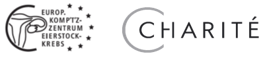 EUROP.
KOMPTZ-
ZENTRUM
EIERSTOCK-
KREBS
CHARITÉ